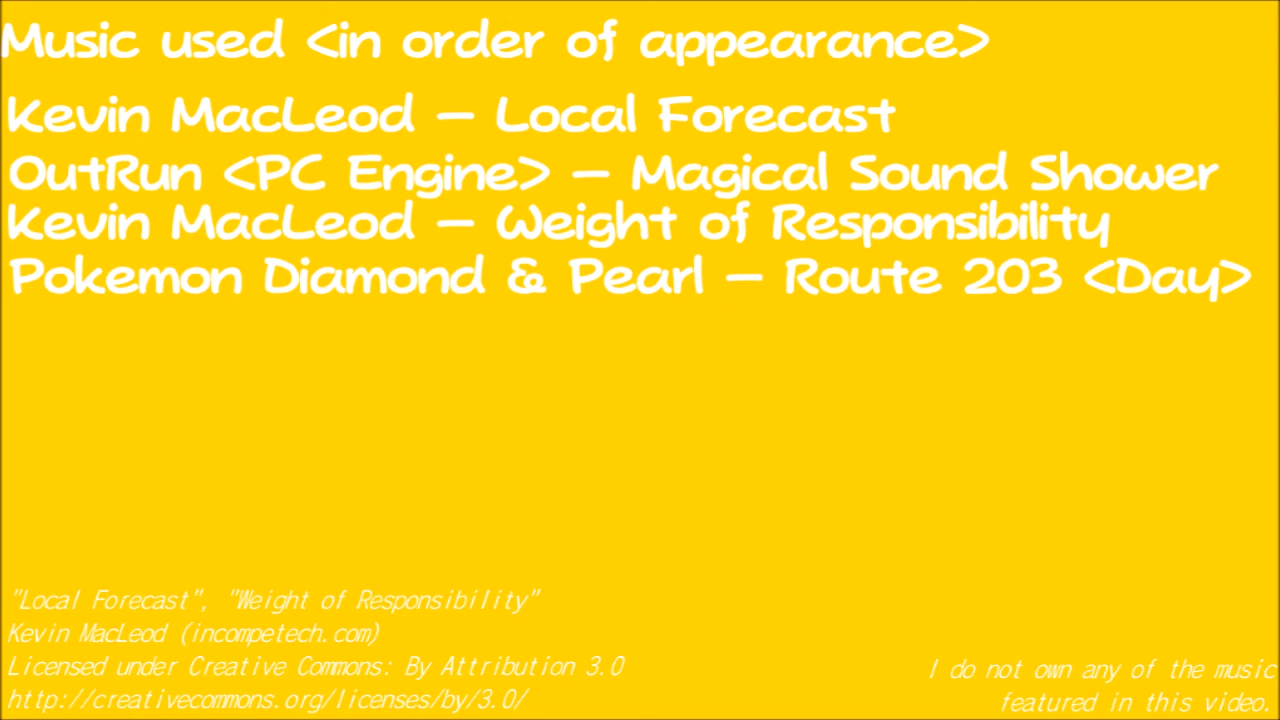 Music used <in order of appearance>
Kevin MacLeod – Local Forecast
OutRun <PC Engine> – Magical Sound Shower
Kevin MacLeod – Weight of Responsibility
Pokemon Diamond & Pearl – Route 203 <Day>
"Local Forecast", "Weight of Responsibility"
Kevin MacLeod (incompetech.com)
Licensed under Creative Commons: By Attribution 3.0
http://creativecommons.org/licenses/by/3.0/
I do not own any of the music
featured in this video.